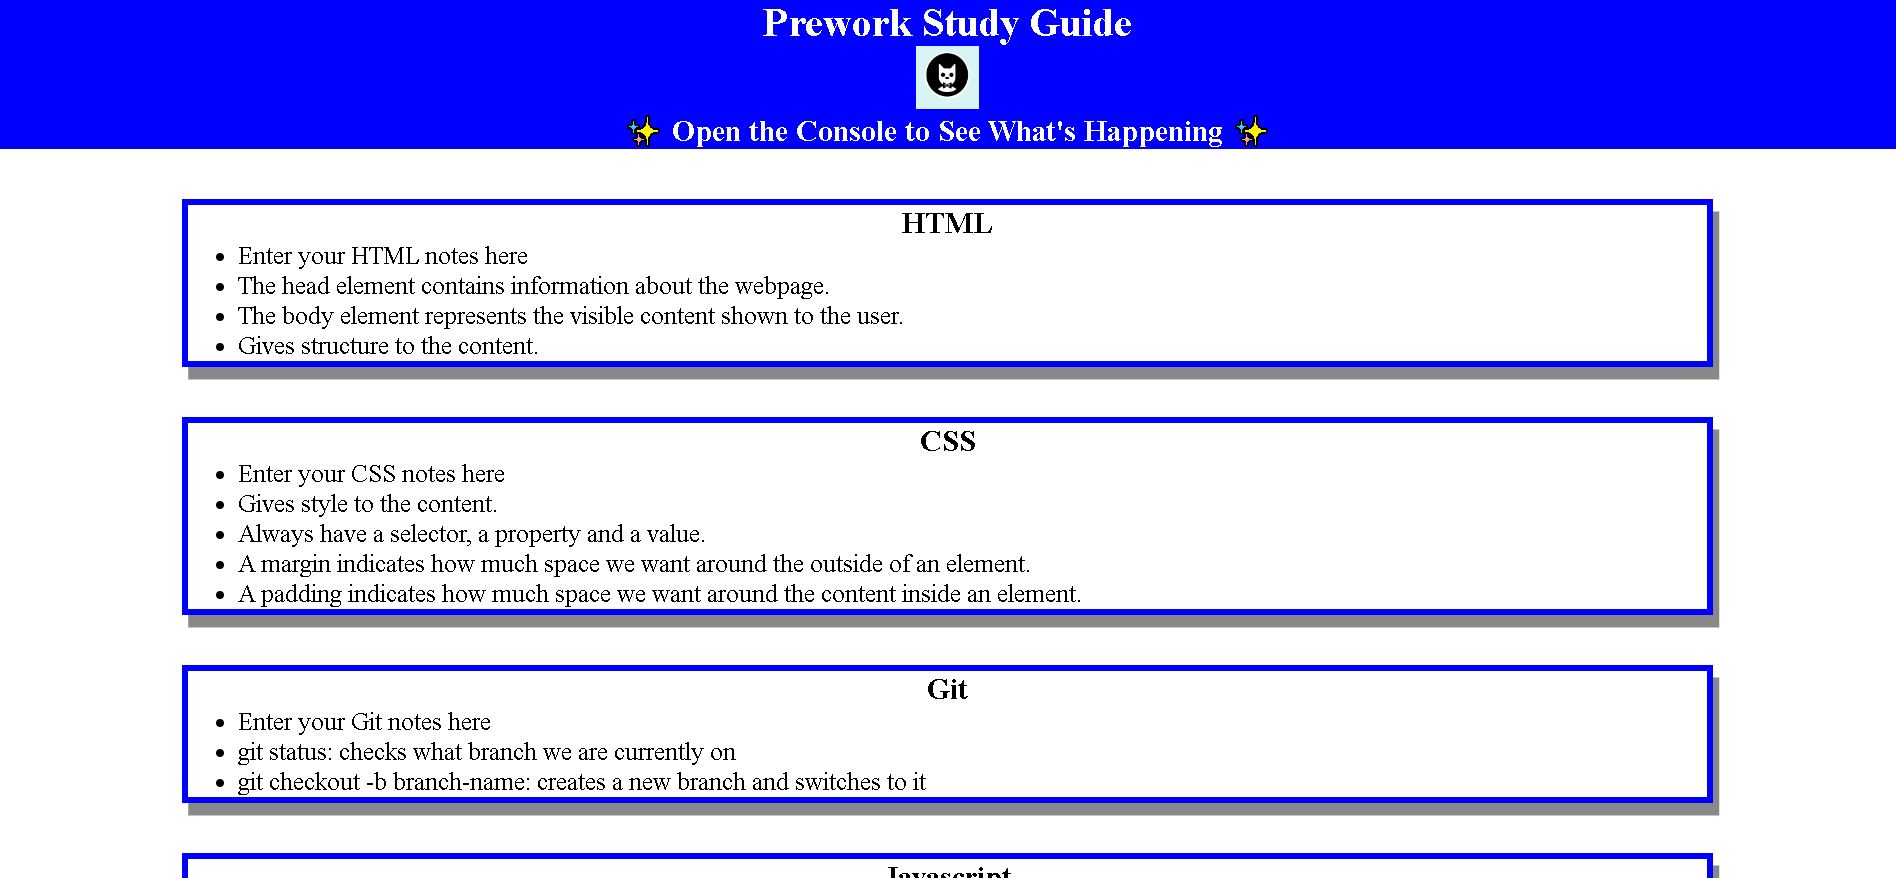 Prework Study Guide
✨ Open the Console to See What's Happening ✨
HTML
• Enter your HTML notes here
• The head element contains information about the webpage.
• The body element represents the visible content shown to the user.
• Gives structure to the content.
CSS
• Enter your CSS notes here
• Gives style to the content.
• Always have a selector, a property and a value.
• A margin indicates how much space we want around the outside of an element.
• A padding indicates how much space we want around the content inside an element.
Git
• Enter your Git notes here
• git status: checks what branch we are currently on
• git checkout -b branch-name: creates a new branch and switches to it
Javascript